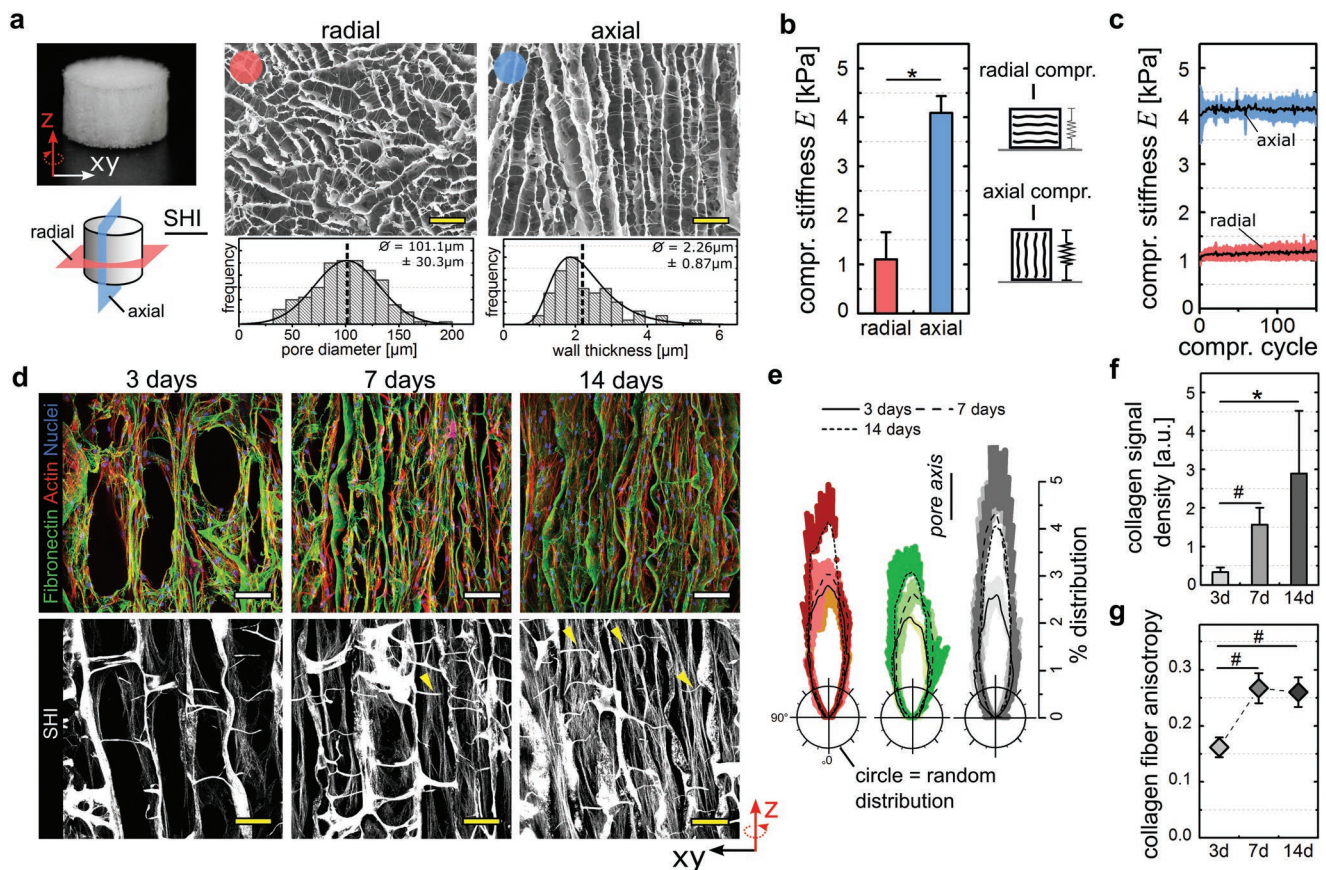 a
radial
axial
z
xy
SHI
radial
axial
frequency
Ø = 101.1µm
± 30.3µm
0 50 100 150 200
pore diameter [µm]
frequency
Ø = 2.26µm
± 0.87µm
0 2 4 6
wall thickness [µm]
b
compr. stiffness E [kPa]
5
4
3
2
1
0
*
radial axial
radial compr.
axial compr.
c
compr. stiffness E [kPa]
5
4
3
2
1
0
axial
radial
0 100
compr. cycle
d
3 days 7 days 14 days
Fibronectin Actin Nuclei
SHI
z
xy
e
3 days 7 days
14 days
pore axis
% distribution
5
4
3
2
1
0
90°
0°
circle = random
distribution
f
collagen signal
density [a.u.]
5
4
3
2
1
0
#
*
3d 7d 14d
g
collagen fiber anisotropy
0.3
0.2
0.1
0.0
#
#
3d 7d 14d